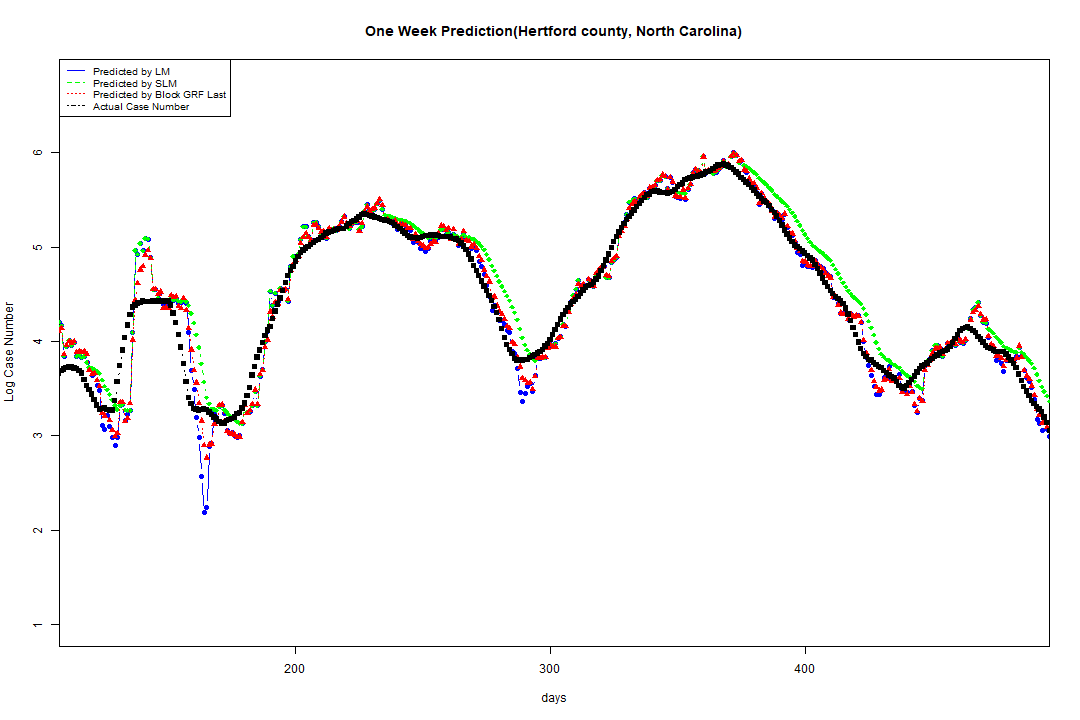 One Week Prediction(Hertford county, North Carolina)
Predicted by LM
Predicted by SLM
Predicted by Block GRF Last
Actual Case Number
6
5
4
3
2
1
Log Case Number
200 300 400
days